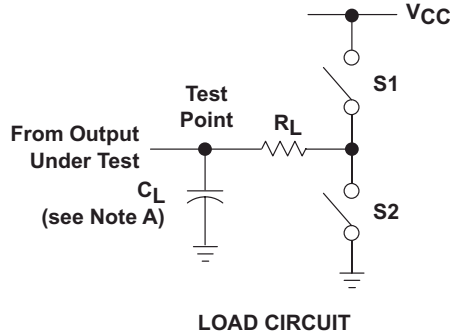 VCC
S1
Test
Point
RL
From Output
Under Test
CL
(see Note A)
S2
LOAD CIRCUIT